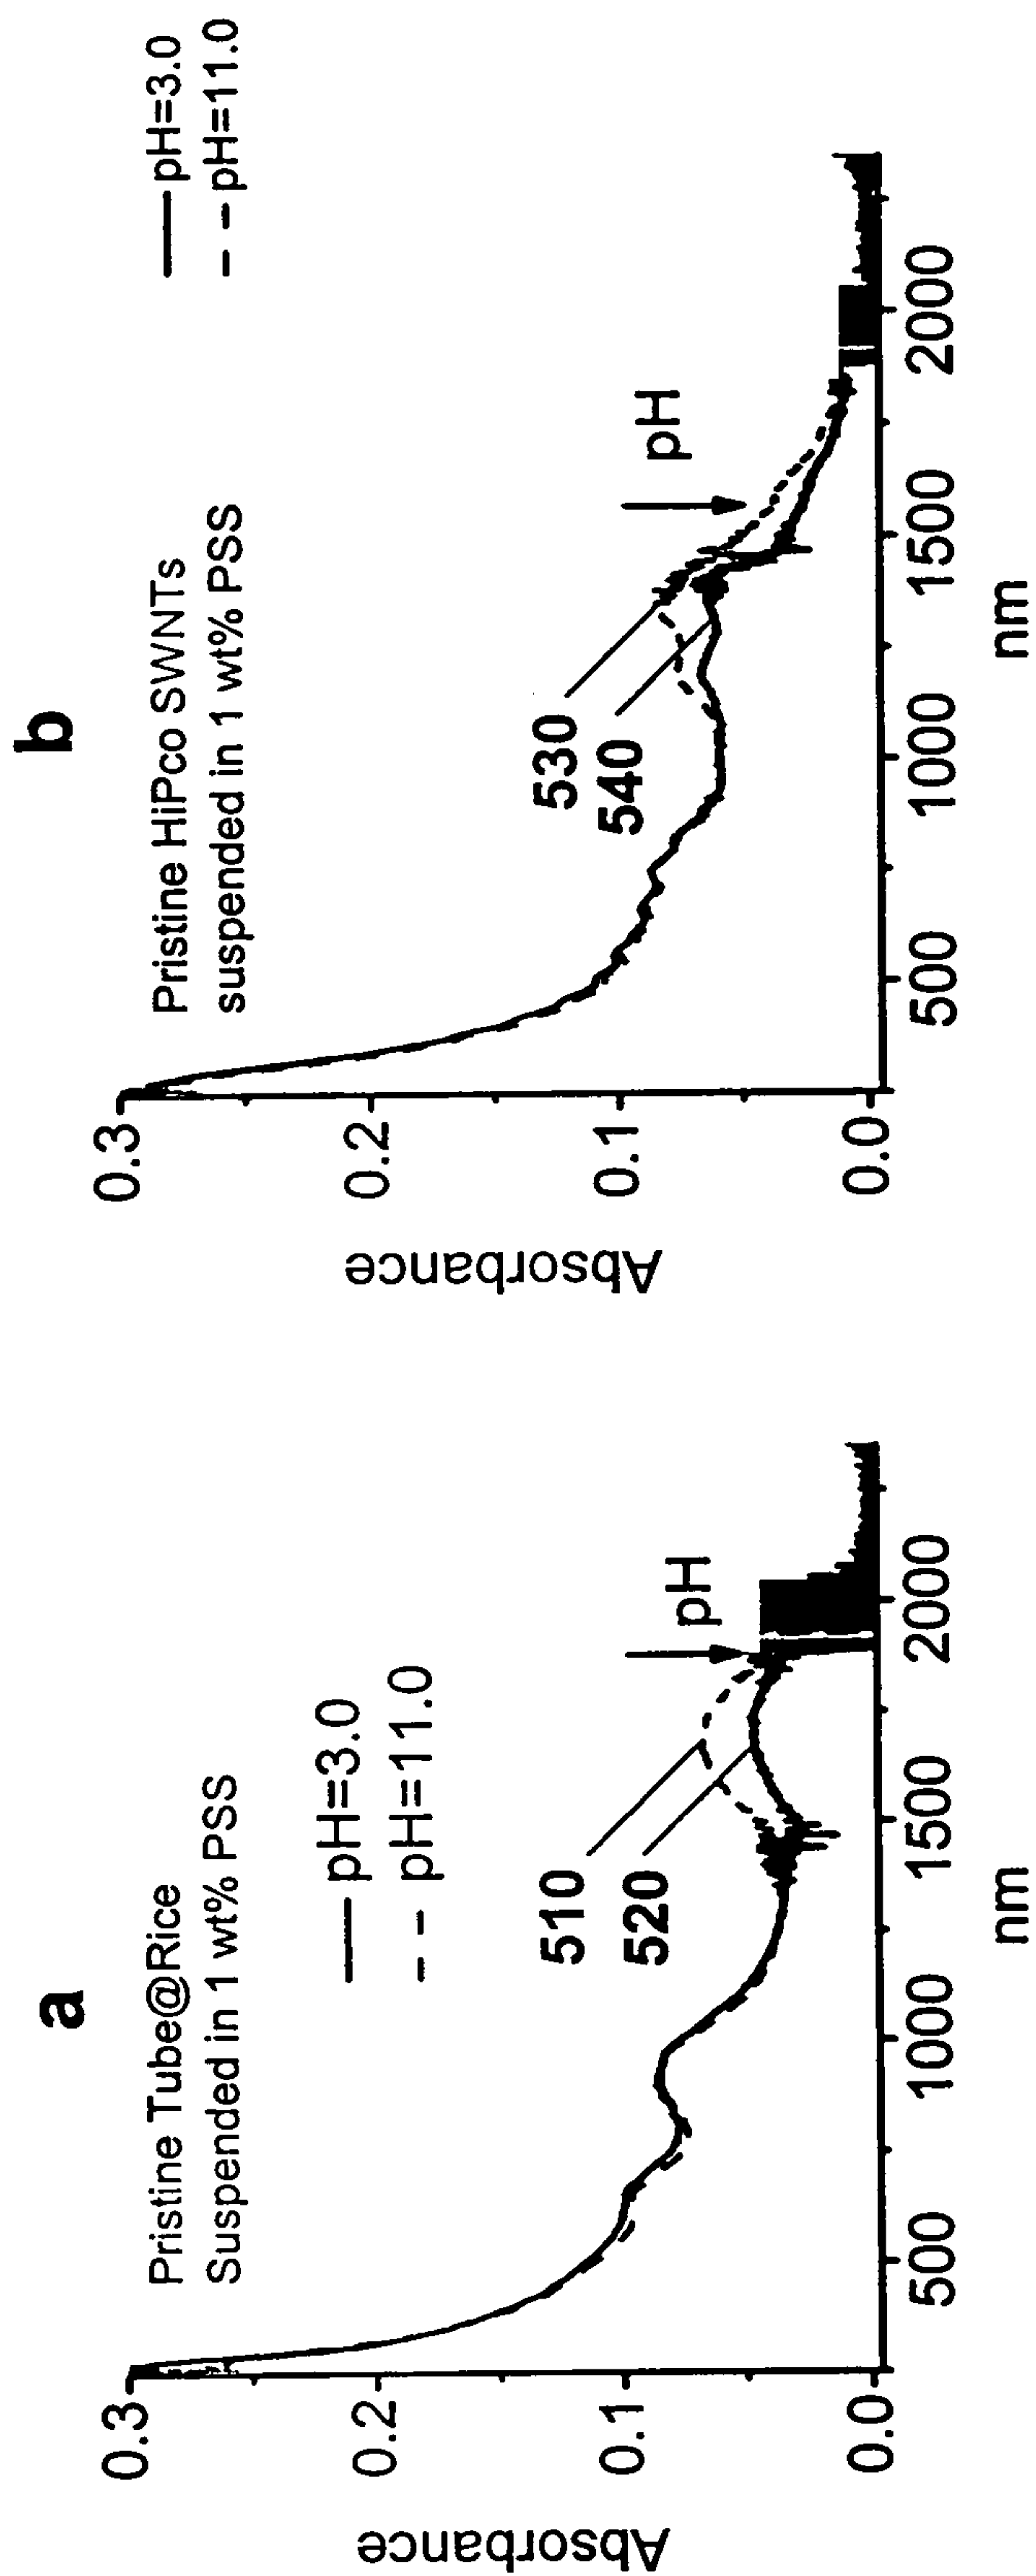 a
Pristine Tube@Rice
Suspended in 1 wt% PSS
pH=3.0
pH=11.0
510
520
pH
Absorbance
0.3
0.2
0.1
0.0
500
1000
1500
2000
nm
b
Pristine HiPco SWNTs
suspended in 1 wt% PSS
pH=3.0
pH=11.0
530
540
pH
Absorbance
0.3
0.2
0.1
0.0
500
1000
1500
2000
nm